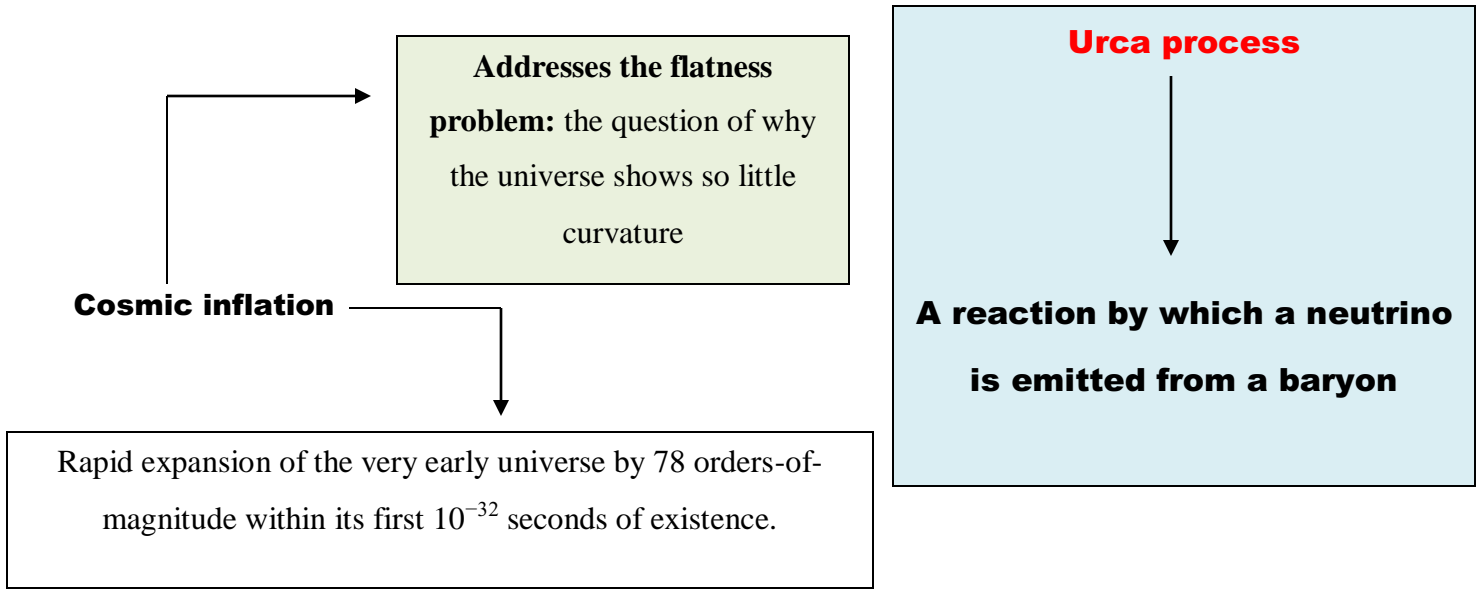 Addresses the flatness
problem: the question of why
the universe shows so little
curvature
Cosmic inflation
Rapid expansion of the very early universe by 78 orders-of-
magnitude within its first 10⁻³² seconds of existence.
Urca process
A reaction by which a neutrino
is emitted from a baryon